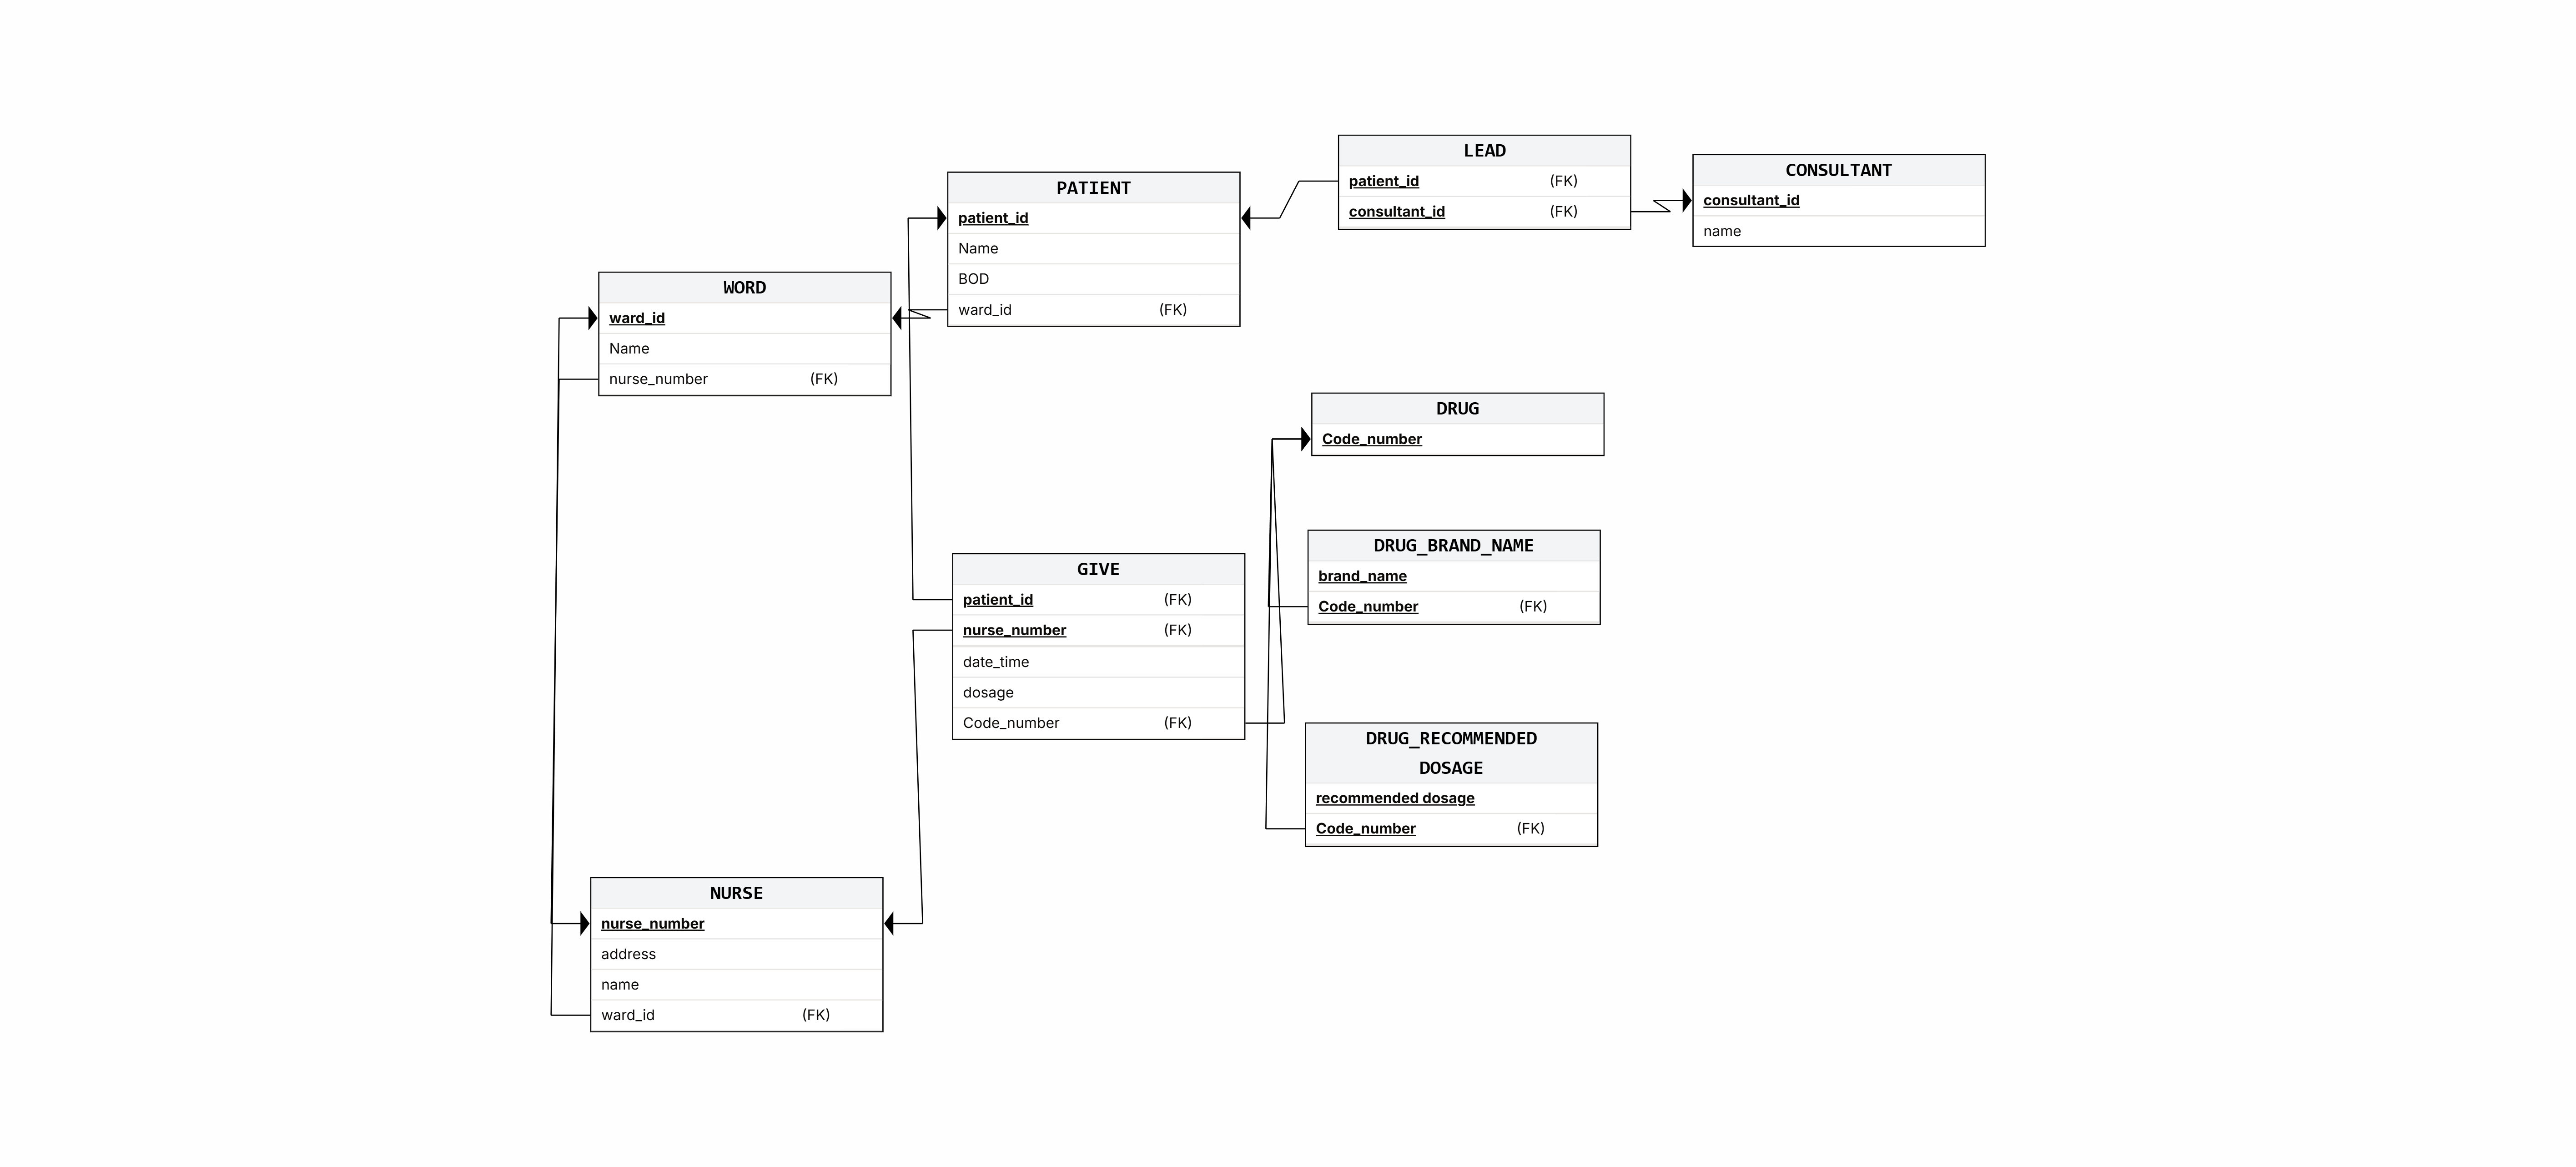 LEAD
patient_id (FK)
consultant_id (FK)
CONSULTANT
consultant_id
name
PATIENT
patient_id
Name
BOD
ward_id (FK)
WORD
ward_id
Name
nurse_number (FK)
DRUG
Code_number
DRUG_BRAND_NAME
brand_name
Code_number (FK)
GIVE
patient_id (FK)
nurse_number (FK)
date_time
dosage
Code_number (FK)
DRUG_RECOMMENDED
DOSAGE
recommended dosage
Code_number (FK)
NURSE
nurse_number
address
name
ward_id (FK)